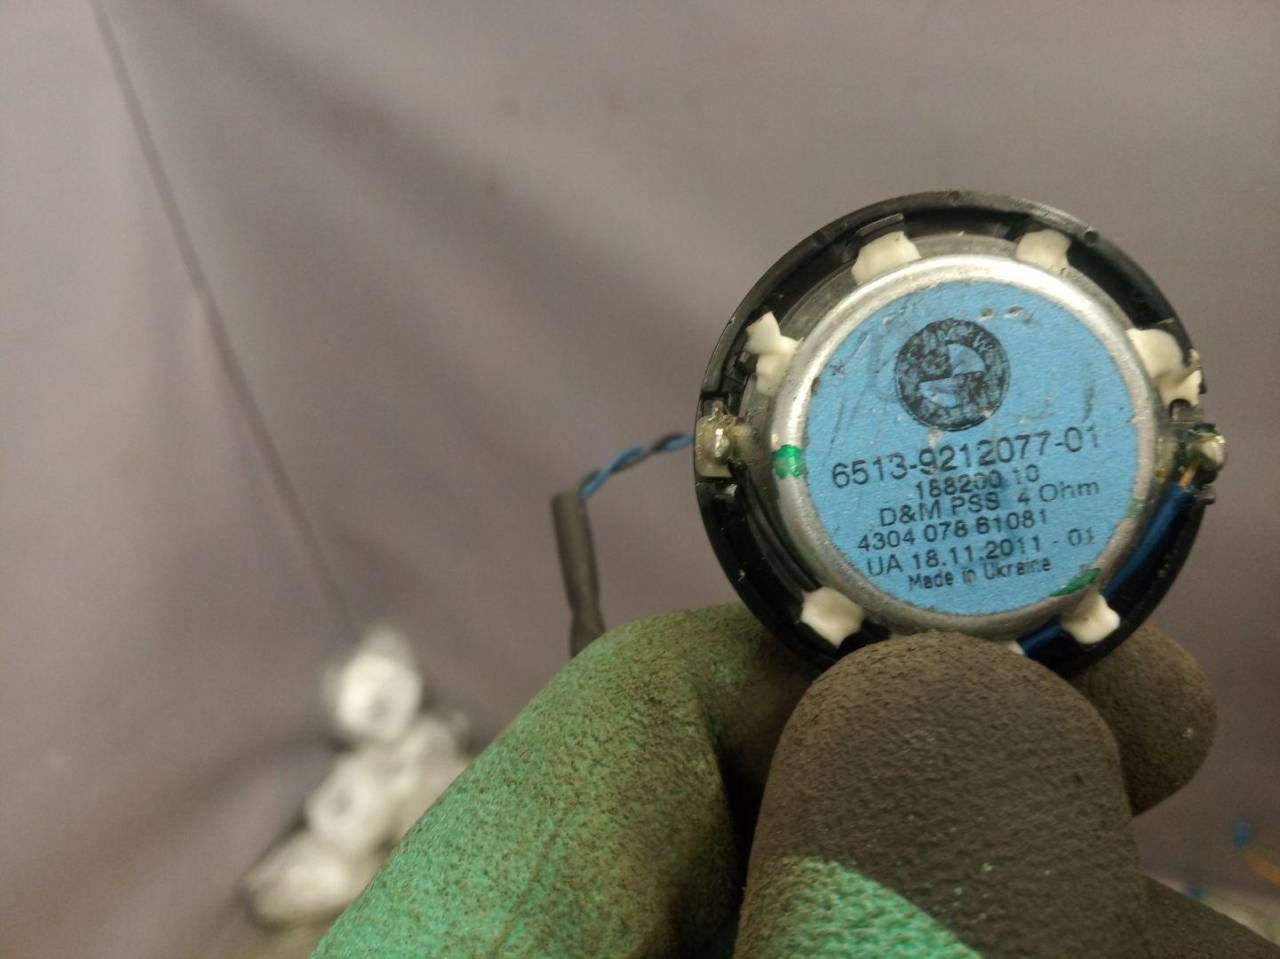 BMW
6513-9212077-01
188200 10
D&M PSS 4 Ohm
4304 078 61081
UA 18.11.2011 - 01
Made in Ukraine